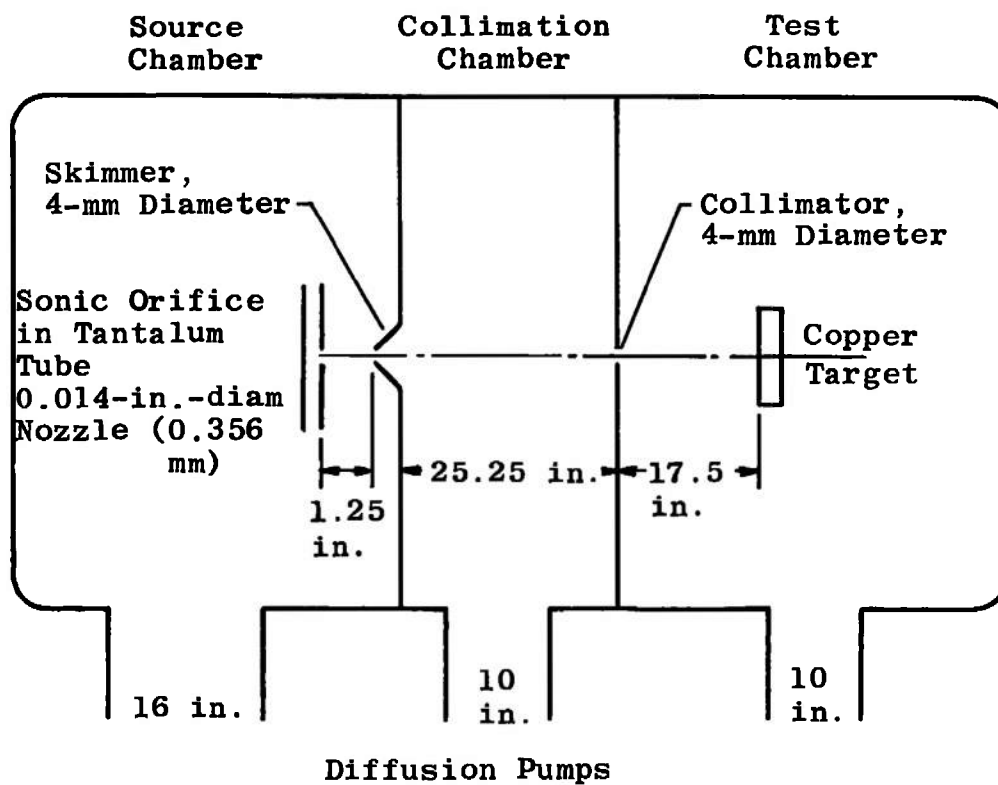 Source
Chamber
Collimation
Chamber
Test
Chamber
Skimmer,
4-mm Diameter
Collimator,
4-mm Diameter
Sonic Orifice
in Tantalum
Tube
0.014-in.-diam
Nozzle (0.356
mm)
Copper
Target
1.25
in.
25.25 in.
17.5
in.
16 in.
10
in.
10
in.
Diffusion Pumps